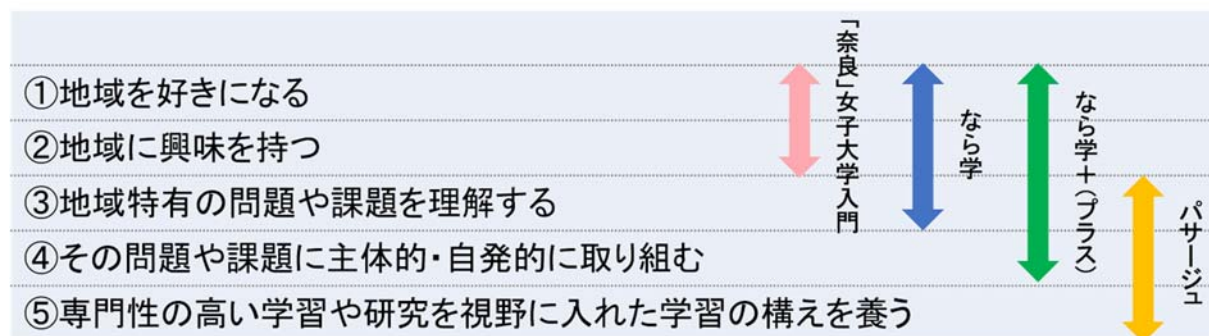 ①地域を好きになる
②地域に興味を持つ
③地域特有の問題や課題を理解する
④その問題や課題に主体的・自発的に取り組む
⑤専門性の高い学習や研究を視野に入れた学習の構えを養う
「奈良」女子大学入門
なら学
なら学＋(プラス)
パサージュ